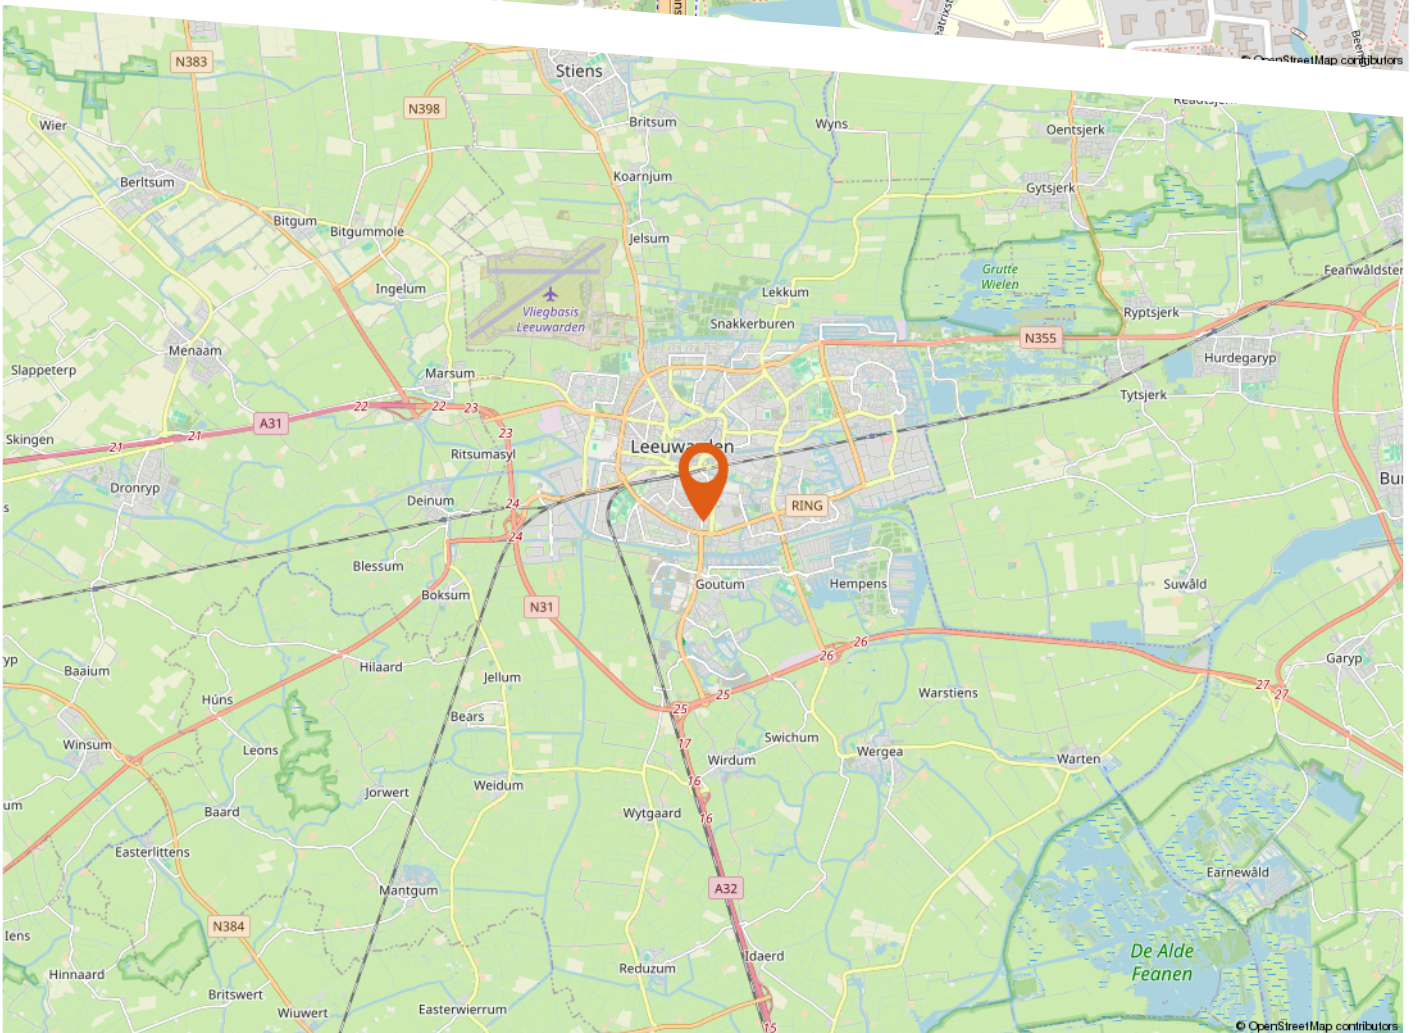 © OpenStreetMap contributors
N383
Stiens
N398
Britsum
Wyns
Oentsjerk
Wier
Koarnjum
Berltsum
Gytsjerk
Bitgum
Bitgummole
Jelsum
Grutte
Wielen
Feanwâldster
Ingelum
Lekkum
Vliegbasis
Leeuwarden
Ryptsjerk
Snakkerburen
N355
Menaam
Hurdegaryp
Slappeterp
Marsum
Tytsjerk
22
22
23
A31
23
Skingen
21
21
Leeuwarden
Ritsumasyl
Dronryp
Deinum
24
RING
24
Blessum
Goutum
Hempens
Suwâld
Boksum
N31
26
26
Garyp
Hilaard
Baaium
Jellum
27
27
Húns
25
Warstiens
25
Bears
Winsum
Leons
17
Swichum
Wergea
Warten
Wirdum
16
Weidum
Jorwert
Baard
Wytgaard
16
Easterlittens
Earnewâld
Mantgum
A32
N384
De Alde
Feanen
Idaerd
Hinnaard
Reduzum
Britswert
Wiuwert
Easterwierrum
15
© OpenStreetMap contributors